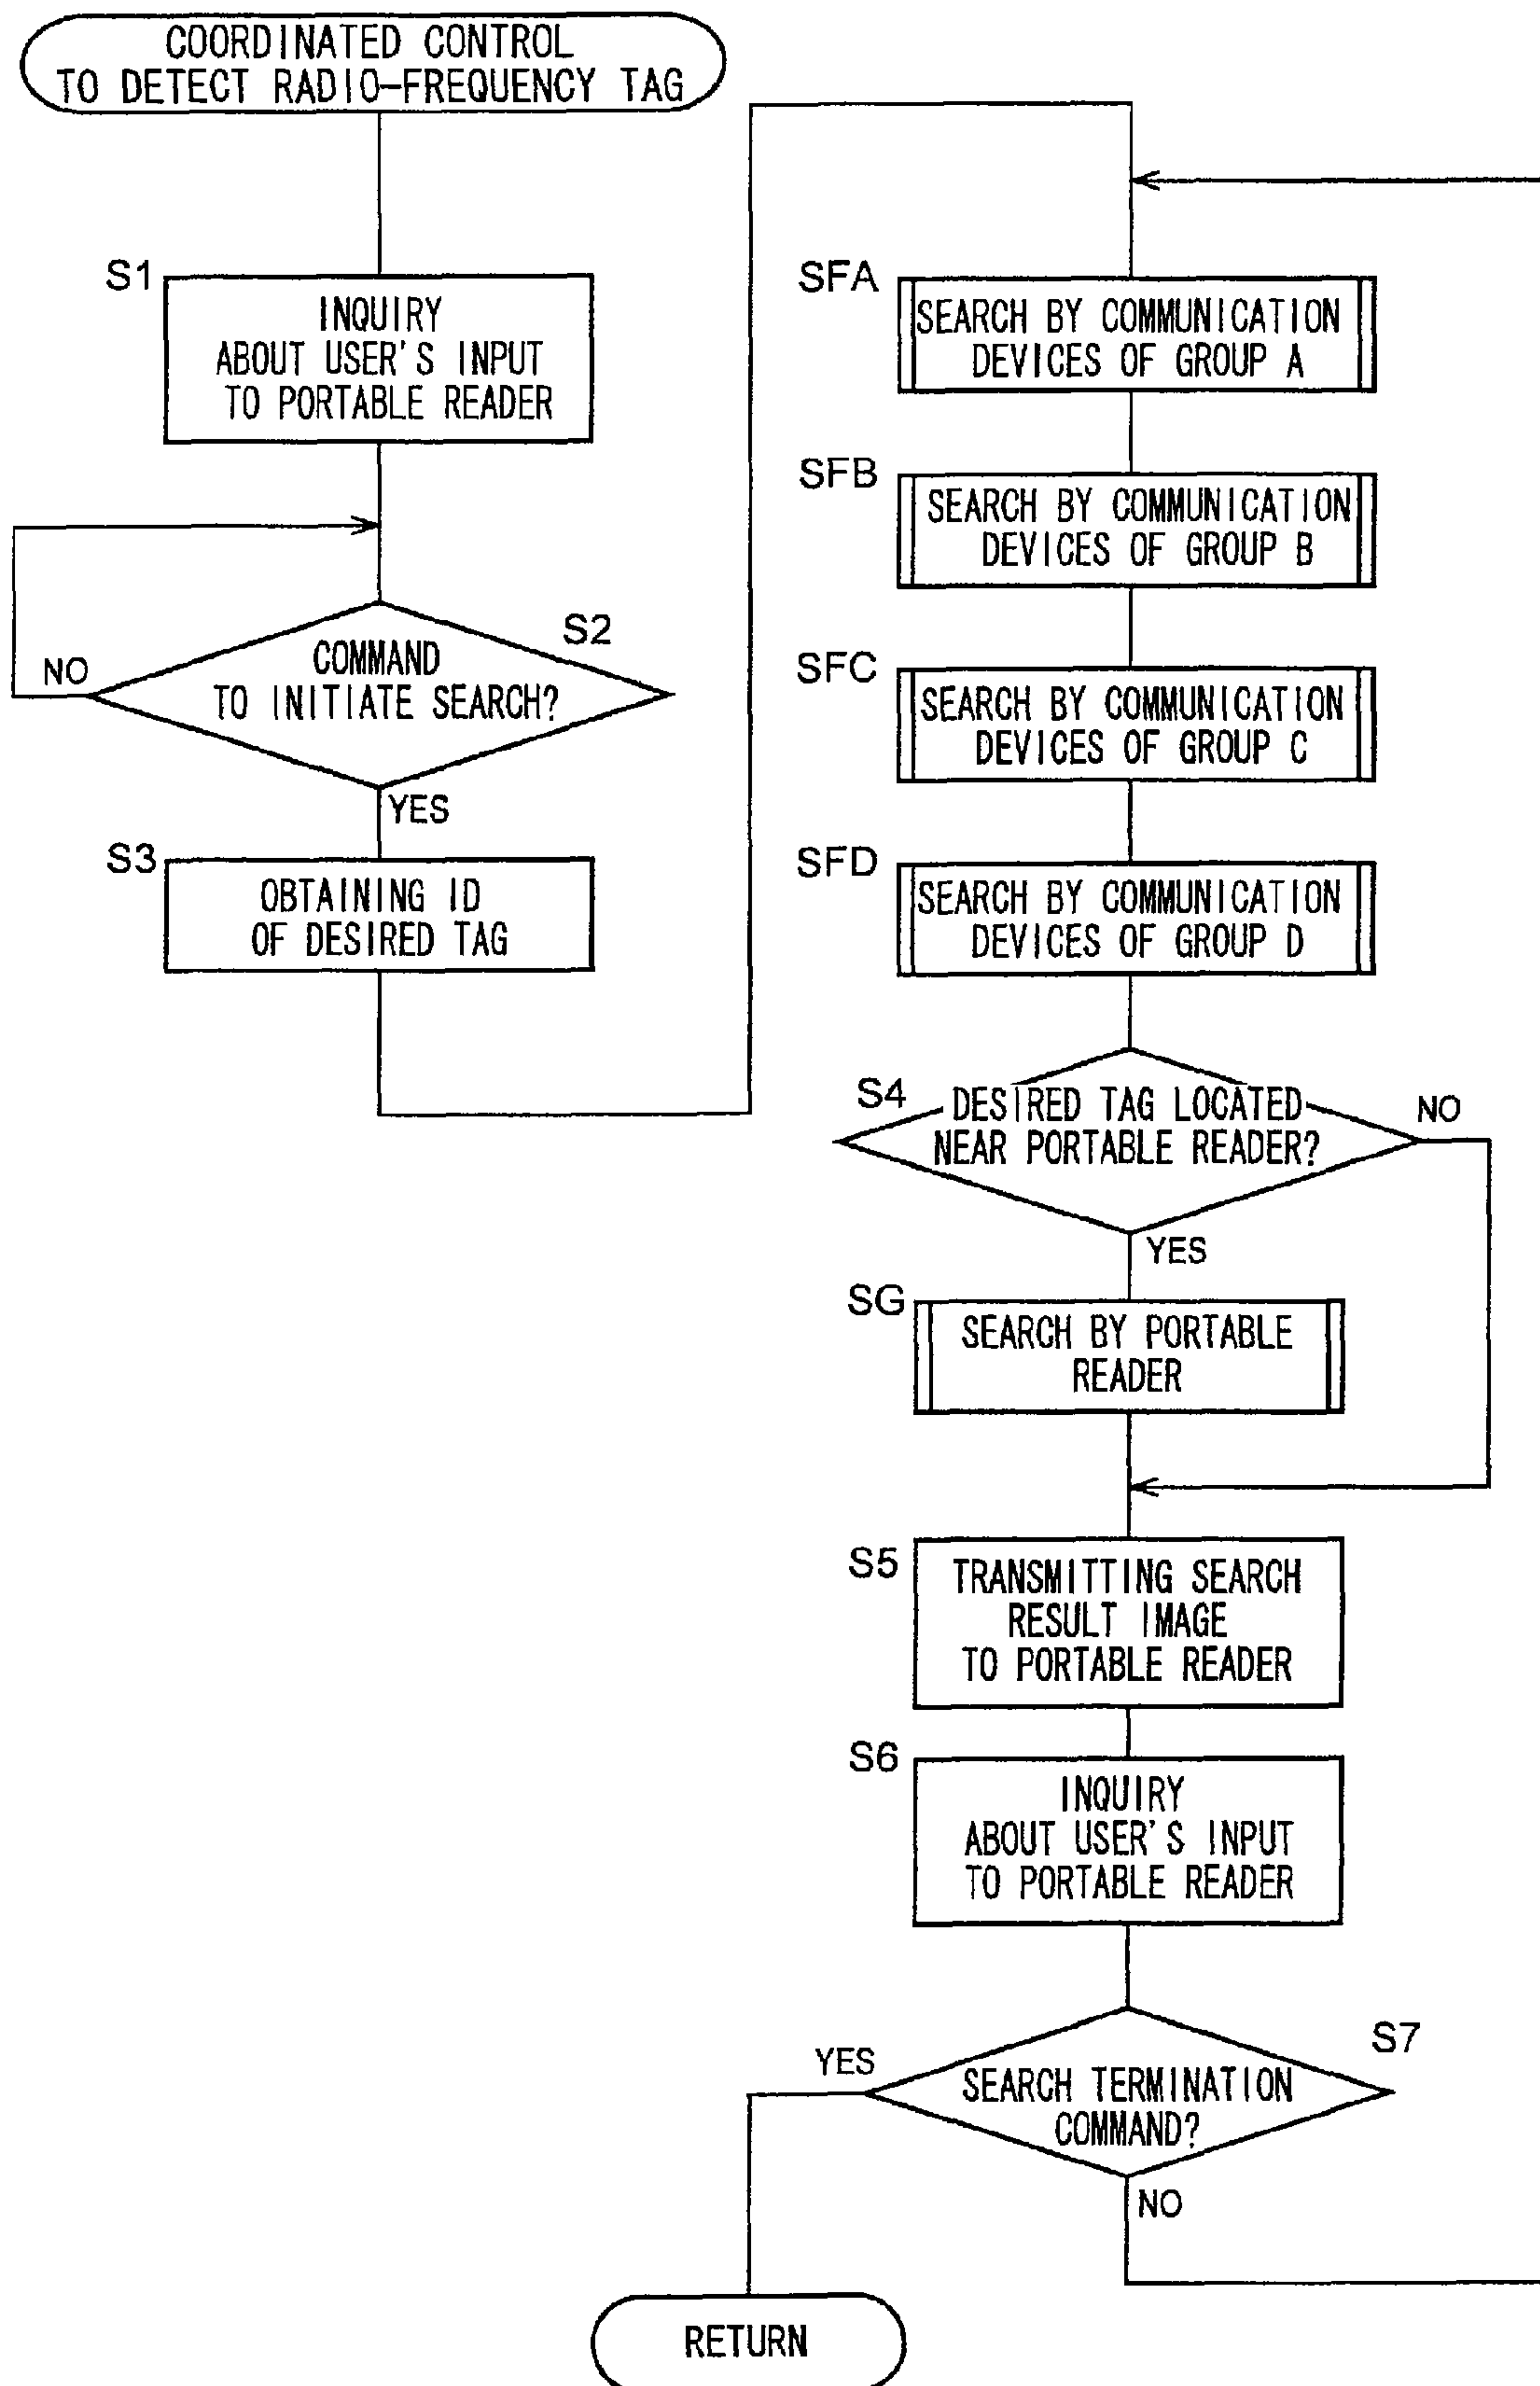 COORDINATED CONTROL
TO DETECT RADIO-FREQUENCY TAG
S1
INQUIRY
ABOUT USER'S INPUT
TO PORTABLE READER
S2
COMMAND
TO INITIATE SEARCH?
NO
YES
S3
OBTAINING ID
OF DESIRED TAG
SFA
SEARCH BY COMMUNICATION
DEVICES OF GROUP A
SFB
SEARCH BY COMMUNICATION
DEVICES OF GROUP B
SFC
SEARCH BY COMMUNICATION
DEVICES OF GROUP C
SFD
SEARCH BY COMMUNICATION
DEVICES OF GROUP D
S4
DESIRED TAG LOCATED
NEAR PORTABLE READER?
NO
YES
SG
SEARCH BY PORTABLE
READER
S5
TRANSMITTING SEARCH
RESULT IMAGE
TO PORTABLE READER
S6
INQUIRY
ABOUT USER'S INPUT
TO PORTABLE READER
S7
YES
SEARCH TERMINATION
COMMAND?
NO
RETURN